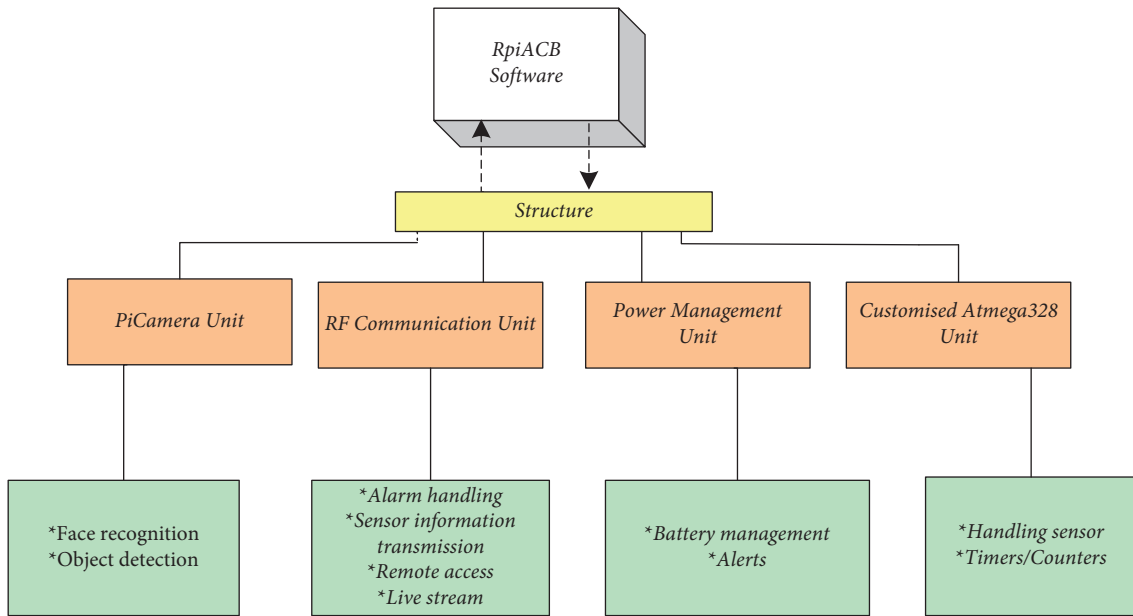 RpiACB
Software
Structure
PiCamera Unit
RF Communication Unit
Power Management
Unit
Customised Atmega328
Unit
*Face recognition
*Object detection
*Alarm handling
*Sensor information
transmission
*Remote access
*Live stream
*Battery management
*Alerts
*Handling sensor
*Timers/Counters